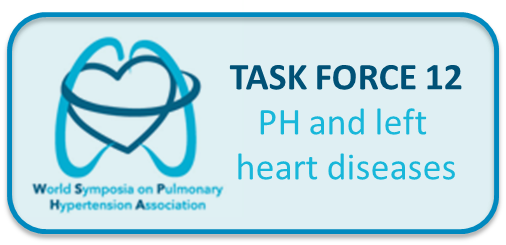 World Symposia on Pulmonary
Hypertension Association
TASK FORCE 12
PH and left
heart diseases